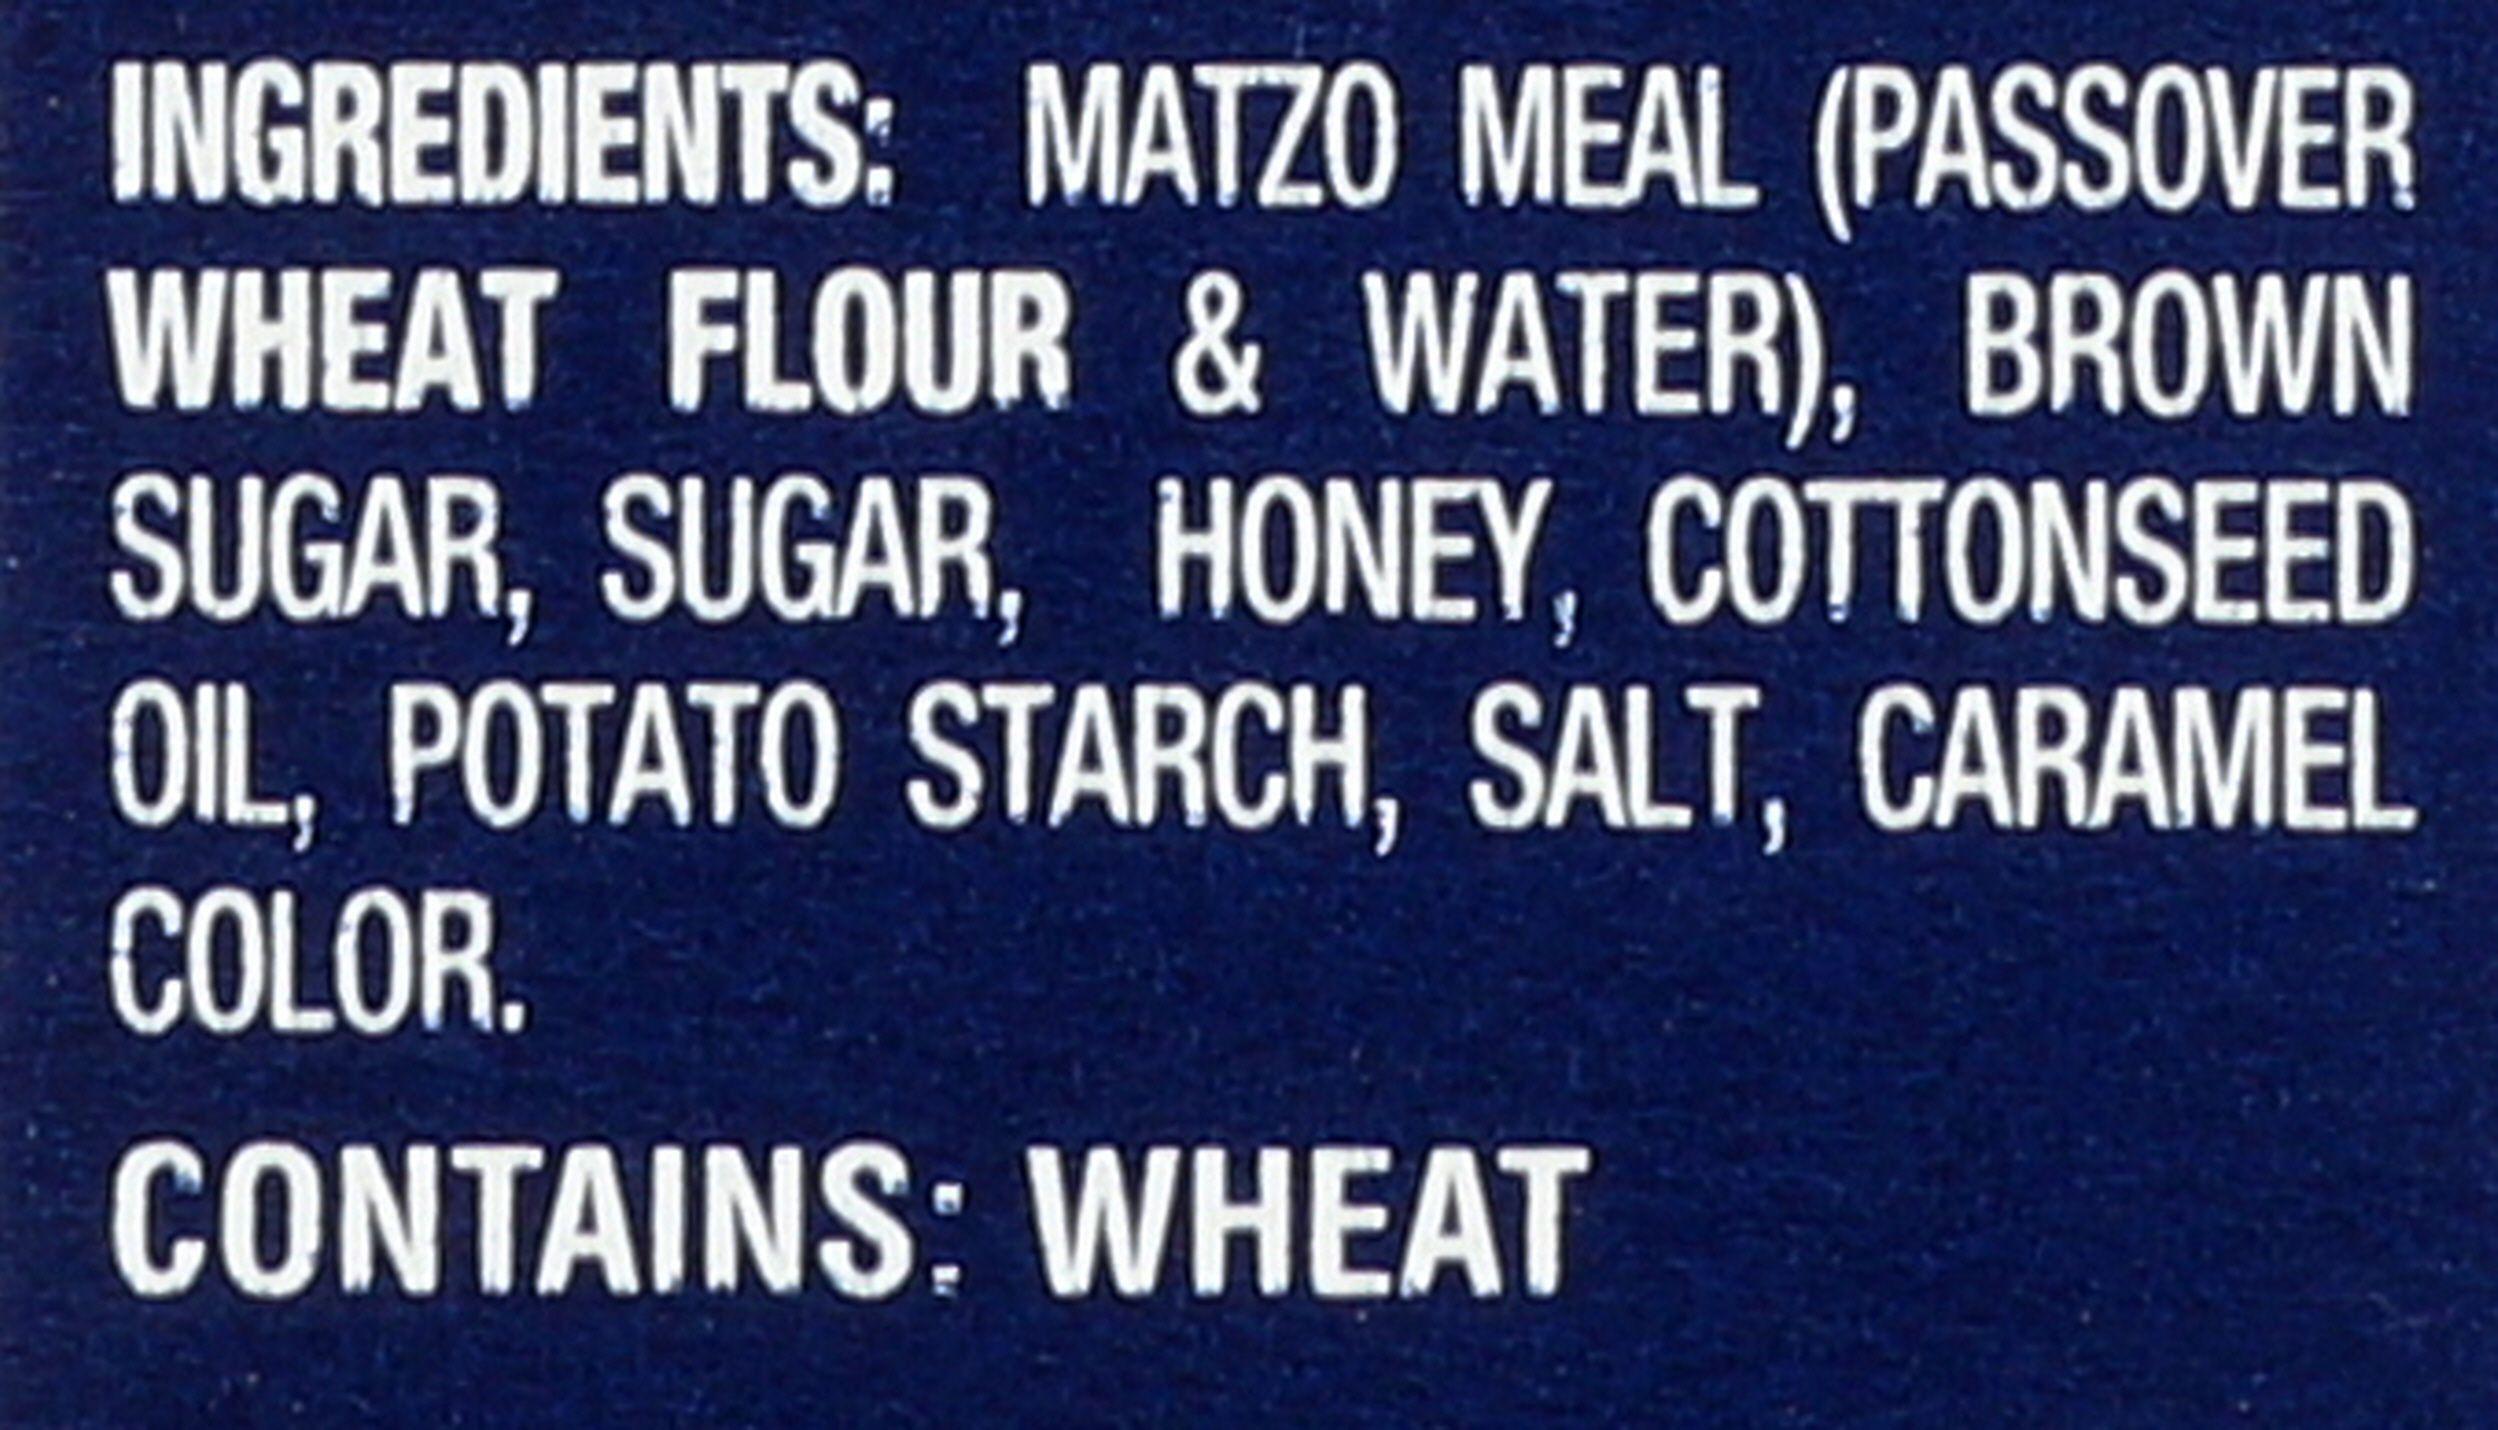 INGREDIENTS: MATZO MEAL (PASSOVER
WHEAT FLOUR & WATER), BROWN
SUGAR, SUGAR, HONEY, COTTONSEED
OIL, POTATO STARCH, SALT, CARAMEL
COLOR.
CONTAINS: WHEAT